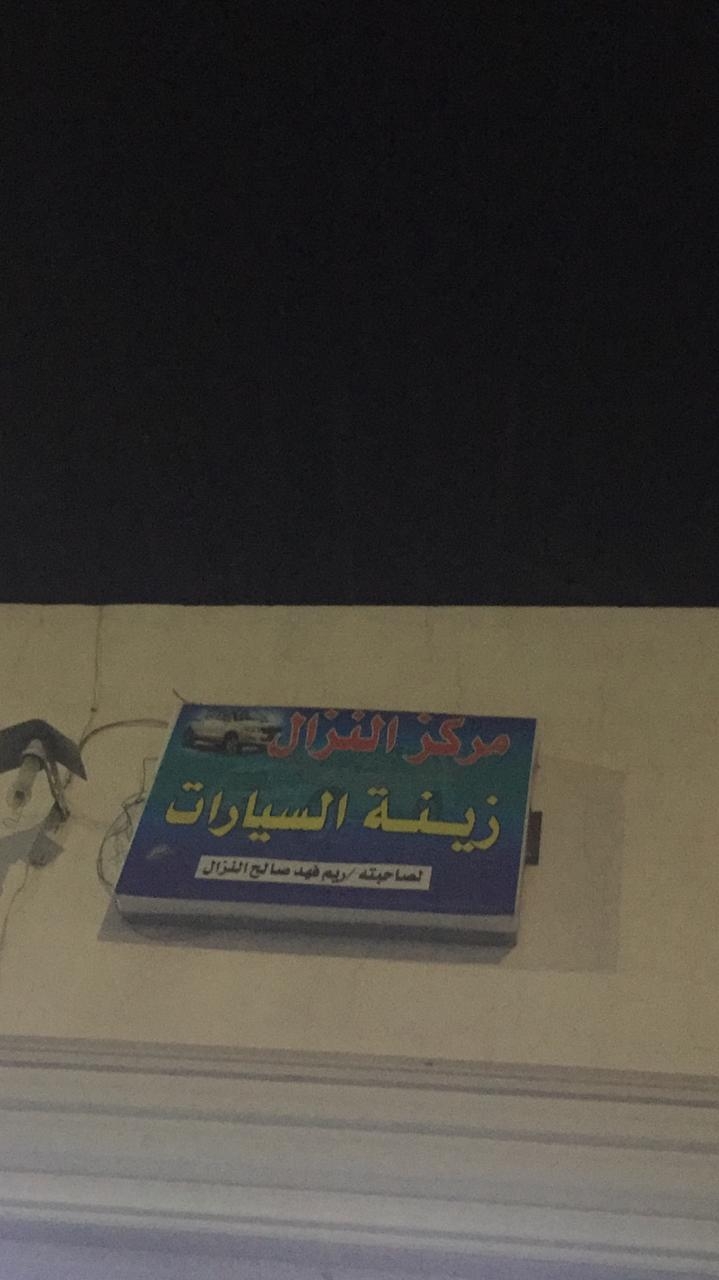 مركز النزال
زينة السيارات
لصاحبته / ريم فهد صالح النزال